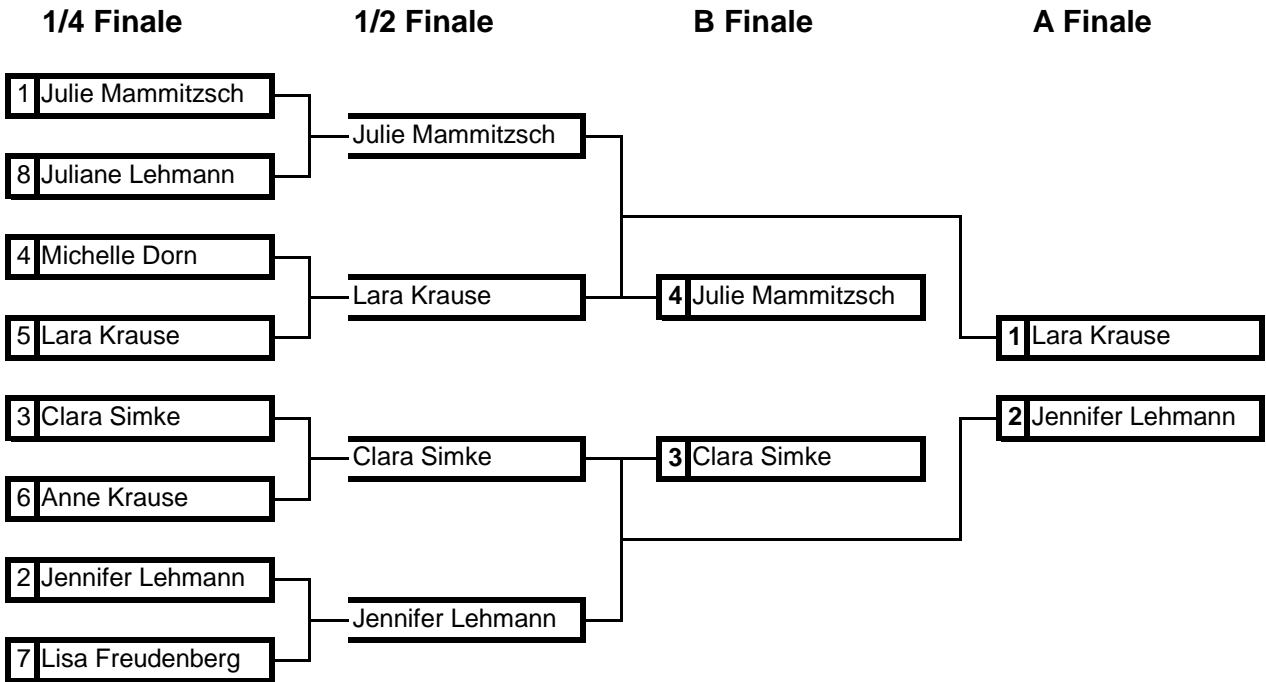 1/4 Finale 1/2 Finale B Finale A Finale
1 Julie Mammitzsch
Julie Mammitzsch
8 Juliane Lehmann
4 Michelle Dorn
Lara Krause 4 Julie Mammitzsch
5 Lara Krause 1 Lara Krause
3 Clara Simke 2 Jennifer Lehmann
Clara Simke 3 Clara Simke
6 Anne Krause
2 Jennifer Lehmann
Jennifer Lehmann
7 Lisa Freudenberg